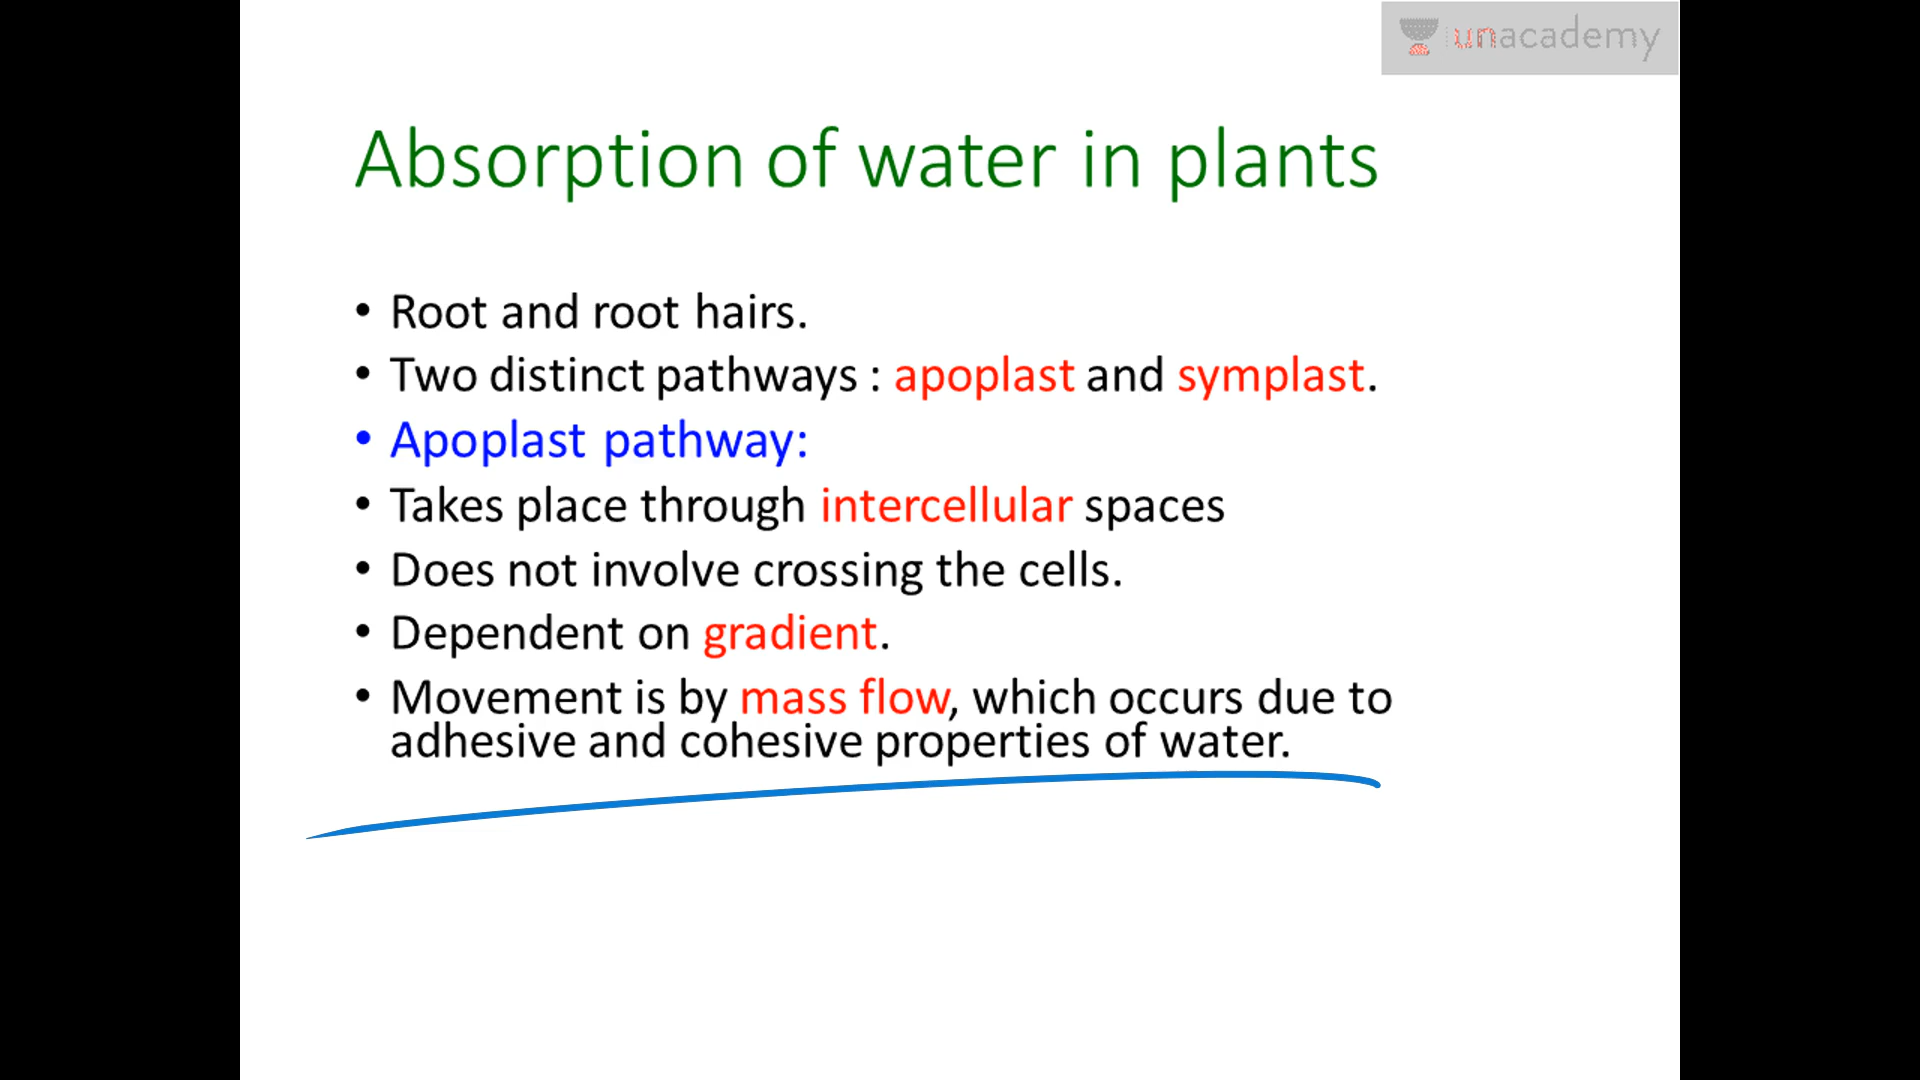 unacademy
Absorption of water in plants
• Root and root hairs.
• Two distinct pathways : apoplast and symplast.
• Apoplast pathway:
• Takes place through intercellular spaces
• Does not involve crossing the cells.
• Dependent on gradient.
• Movement is by mass flow, which occurs due to
adhesive and cohesive properties of water.